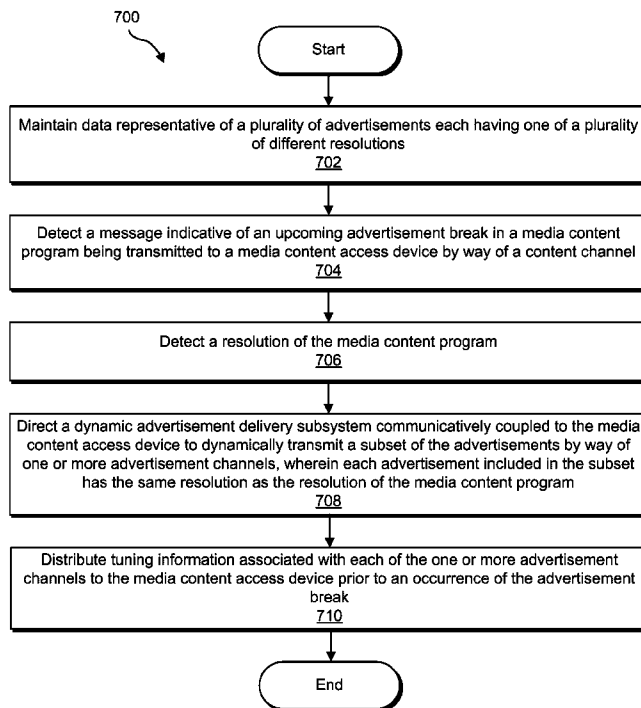 700
Start
Maintain data representative of a plurality of advertisements each having one of a plurality
of different resolutions
702
Detect a message indicative of an upcoming advertisement break in a media content
program being transmitted to a media content access device by way of a content channel
704
Detect a resolution of the media content program
706
Direct a dynamic advertisement delivery subsystem communicatively coupled to the media
content access device to dynamically transmit a subset of the advertisements by way of
one or more advertisement channels, wherein each advertisement included in the subset
has the same resolution as the resolution of the media content program
708
Distribute tuning information associated with each of the one or more advertisement
channels to the media content access device prior to an occurrence of the advertisement
break
710
End